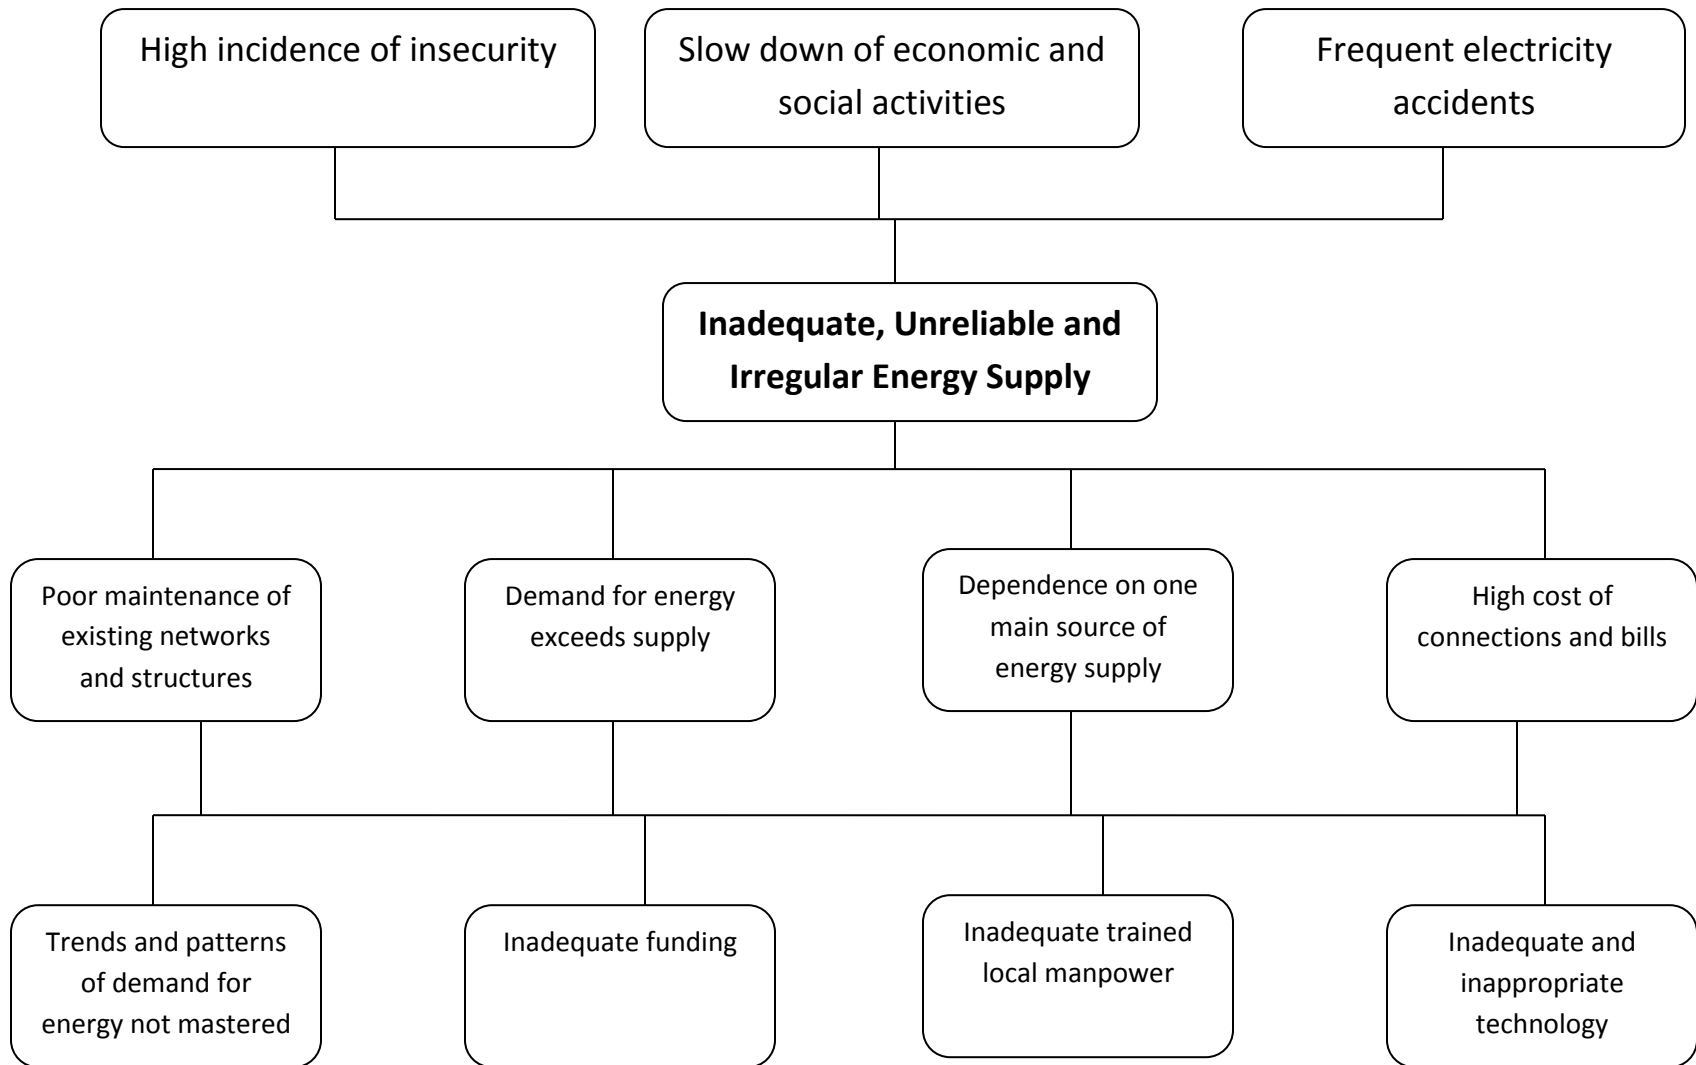 High incidence of insecurity
Slow down of economic and
social activities
Frequent electricity
accidents
Inadequate, Unreliable and
Irregular Energy Supply
Poor maintenance of
existing networks
and structures
Demand for energy
exceeds supply
Dependence on one
main source of
energy supply
High cost of
connections and bills
Trends and patterns
of demand for
energy not mastered
Inadequate funding
Inadequate trained
local manpower
Inadequate and
inappropriate
technology